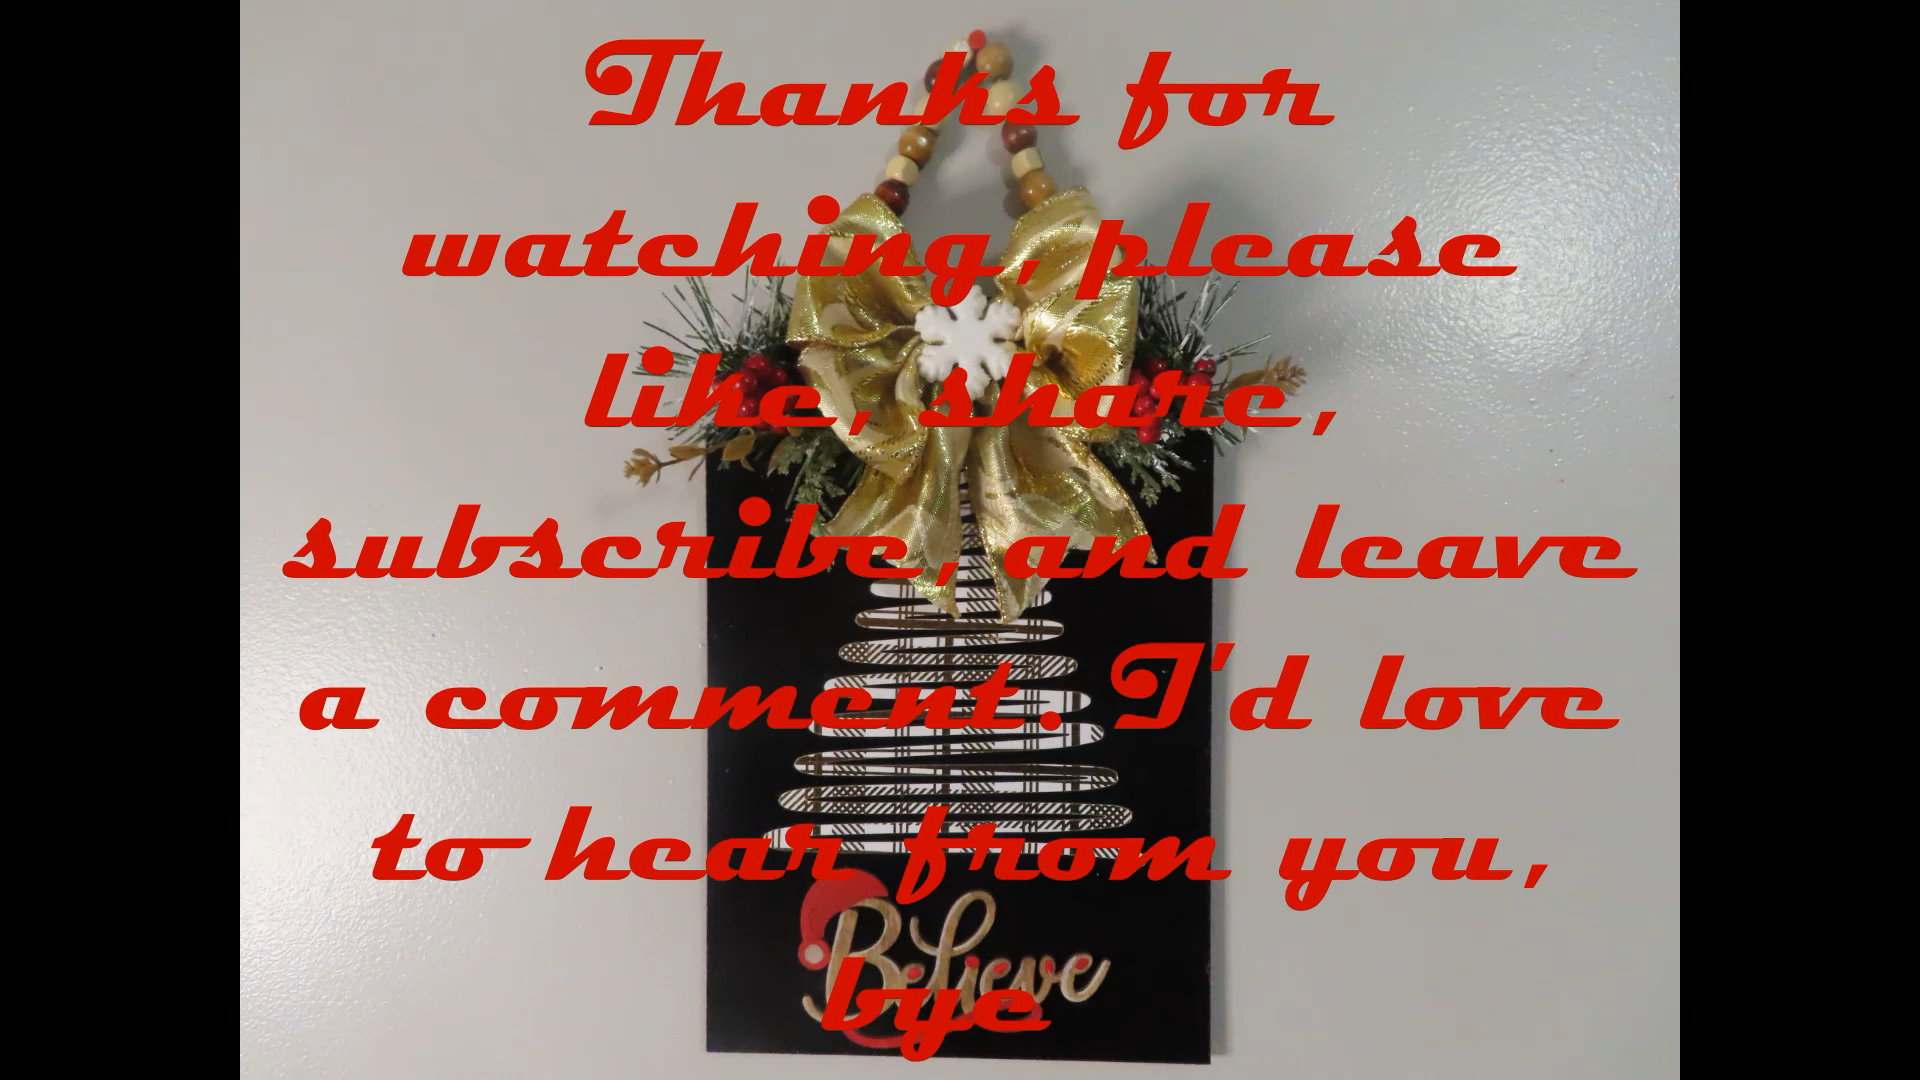 Thanks for
watching, please
like, share,
subscribe, and leave
a comment. I'd love
to hear from you,
Believe
bye